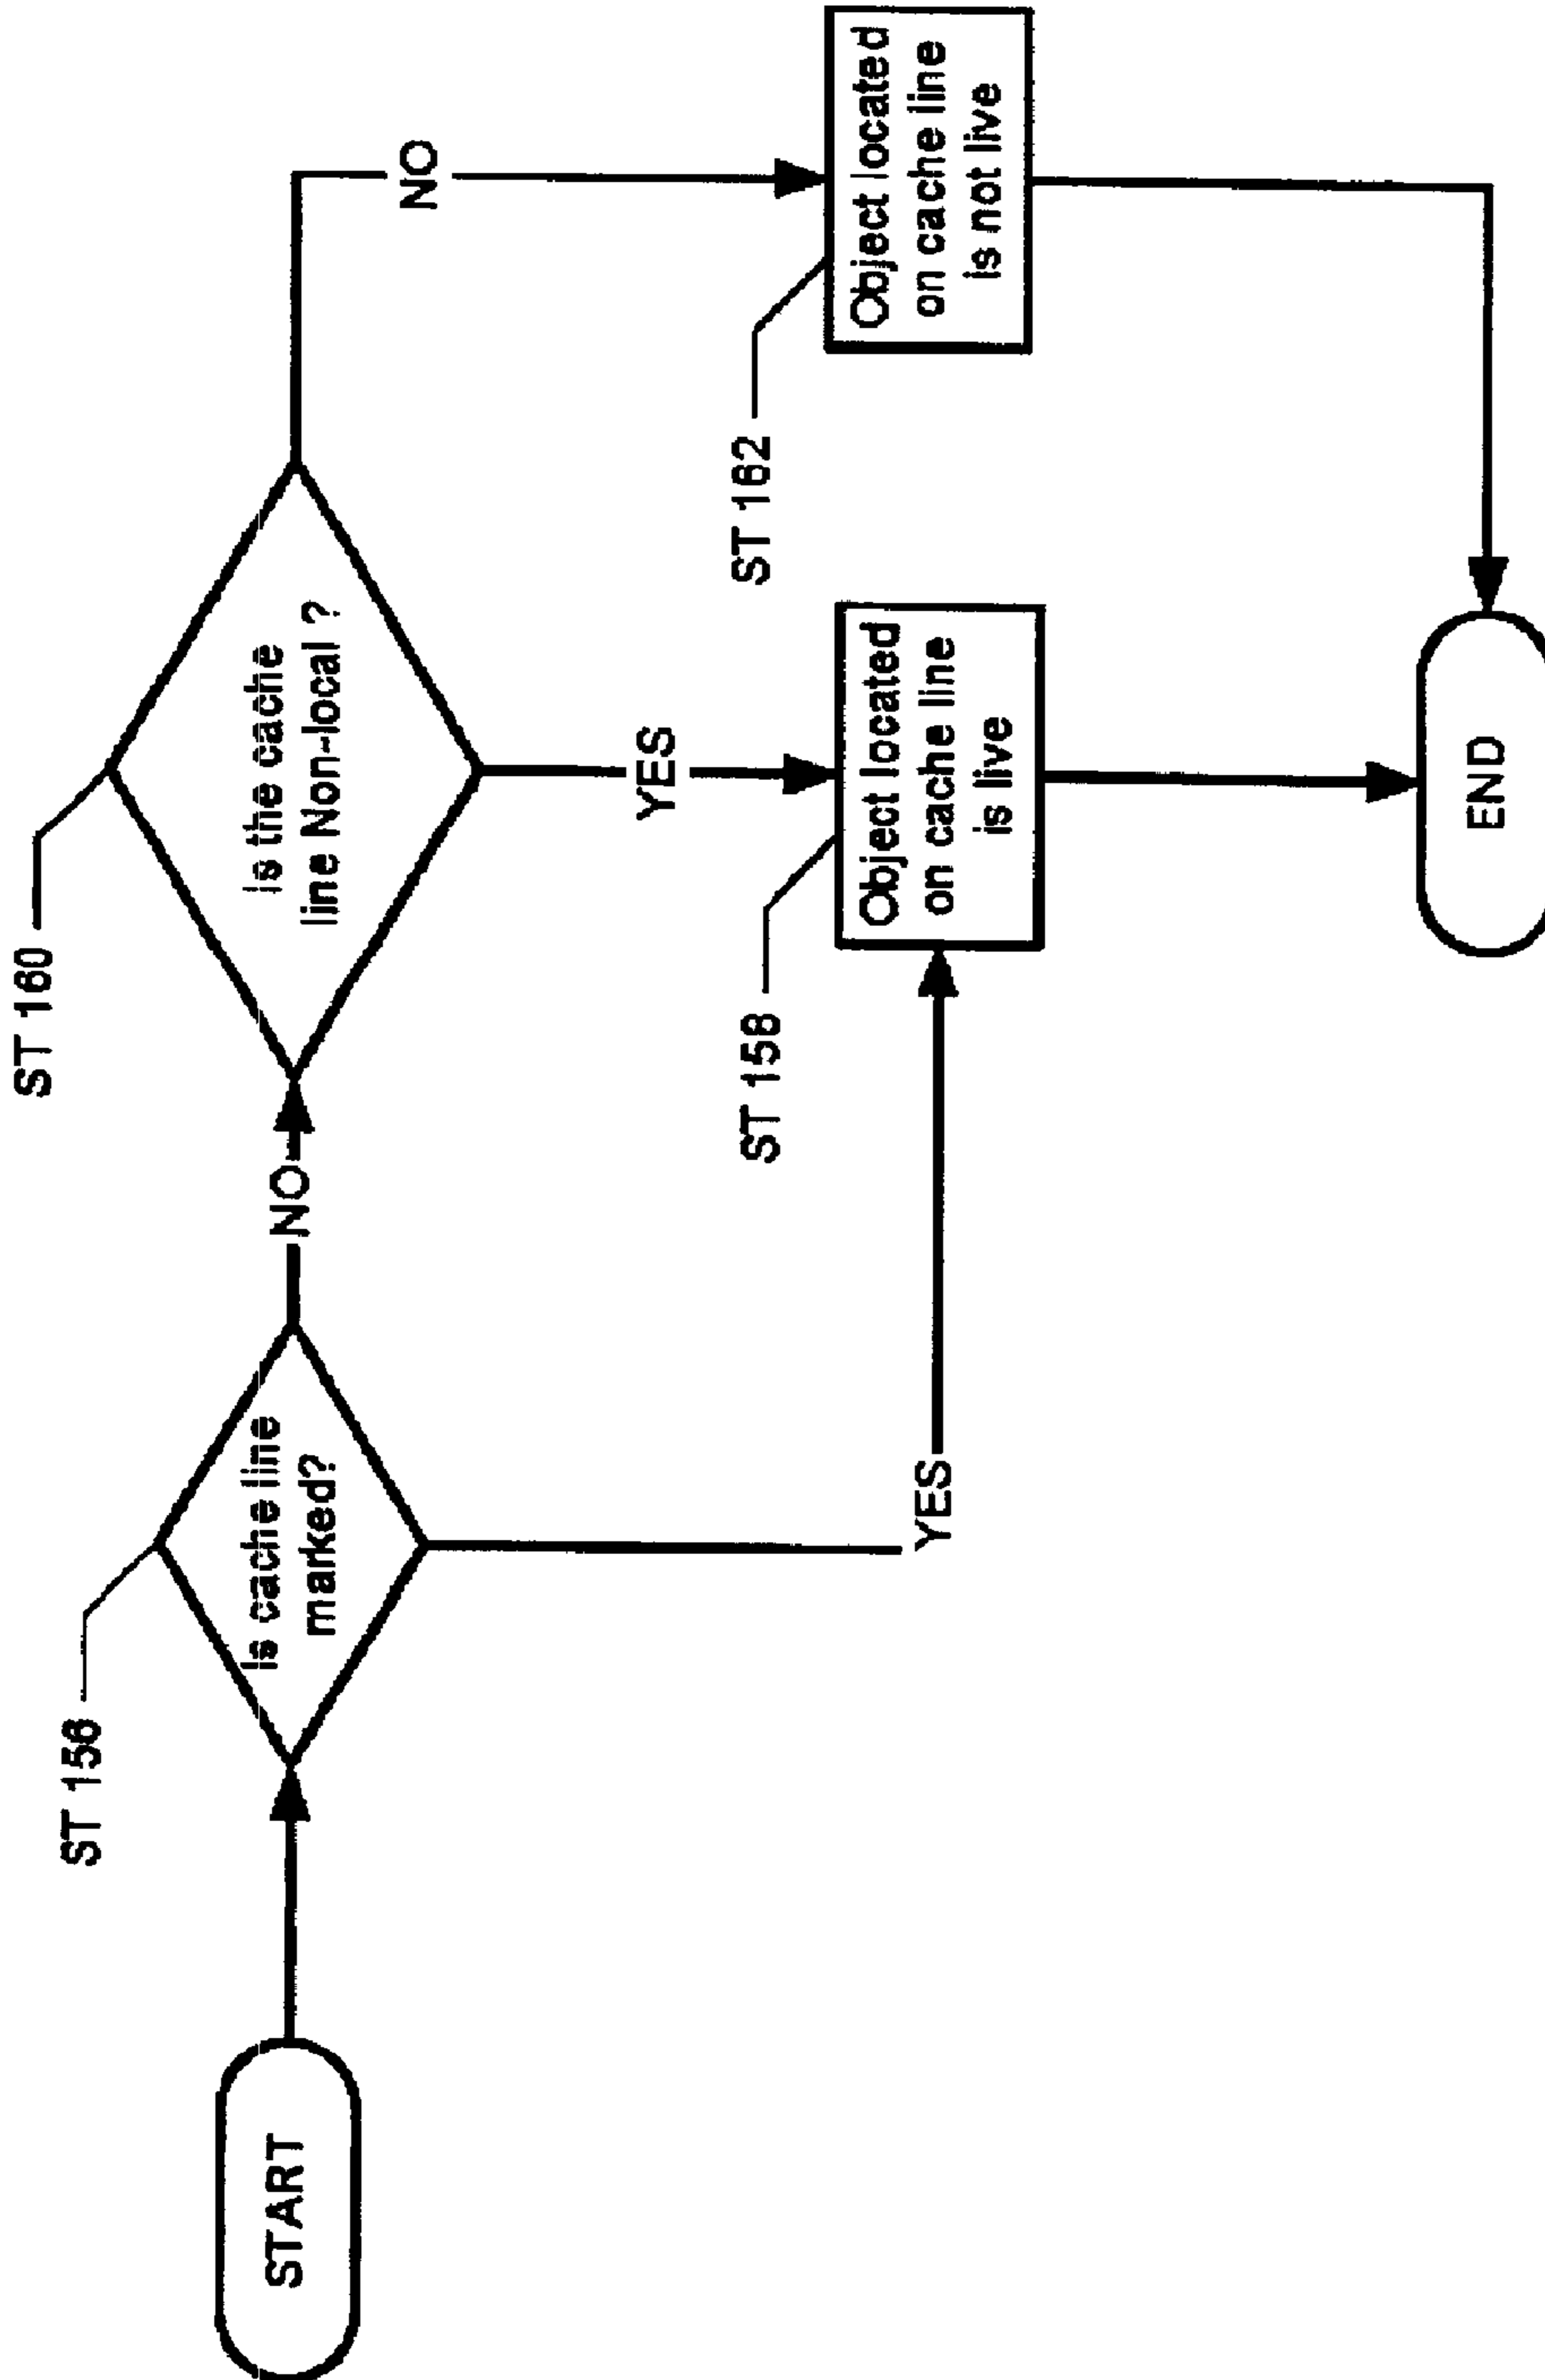 START
ST 156
Is cache line
marked?
NO
ST 160
Is the cache
line Non-local ?
NO
YES
YES
ST 158
Object located
on cache line
is live
ST 162
Object located
on cache line
is not live
END